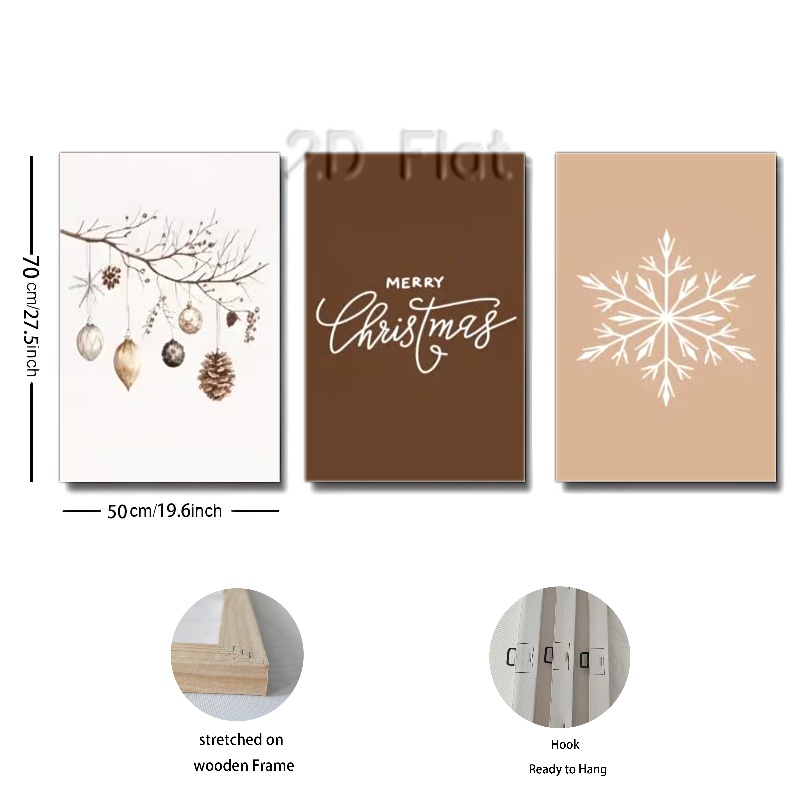 2D Flat
70 cm/27.5inch
MERRY
Christmas
50cm/19.6inch
stretched on
wooden Frame
Hook
Ready to Hang